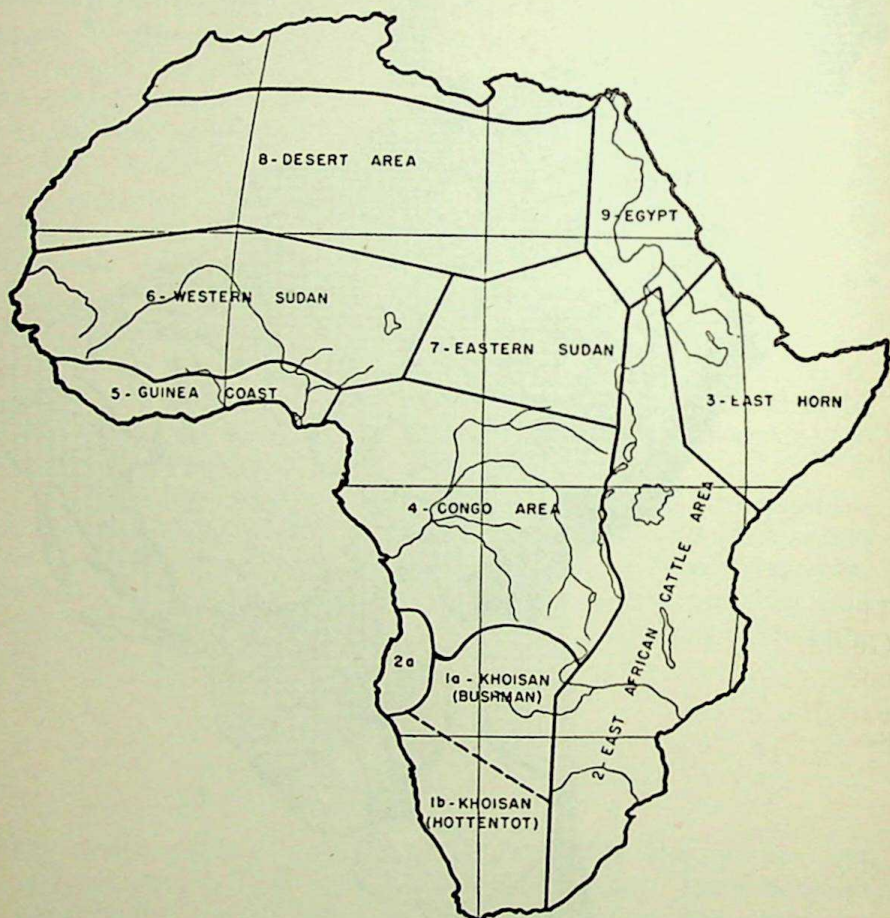 8 - DESERT AREA
9 - EGYPT
6 - WESTERN SUDAN
7 - EASTERN SUDAN
5 - GUINEA COAST
3 - EAST HORN
4 - CONGO AREA
2 - EAST AFRICAN CATTLE AREA
2a
1a - KHOISAN
(BUSHMAN)
1b - KHOISAN
(HOTTENTOT)